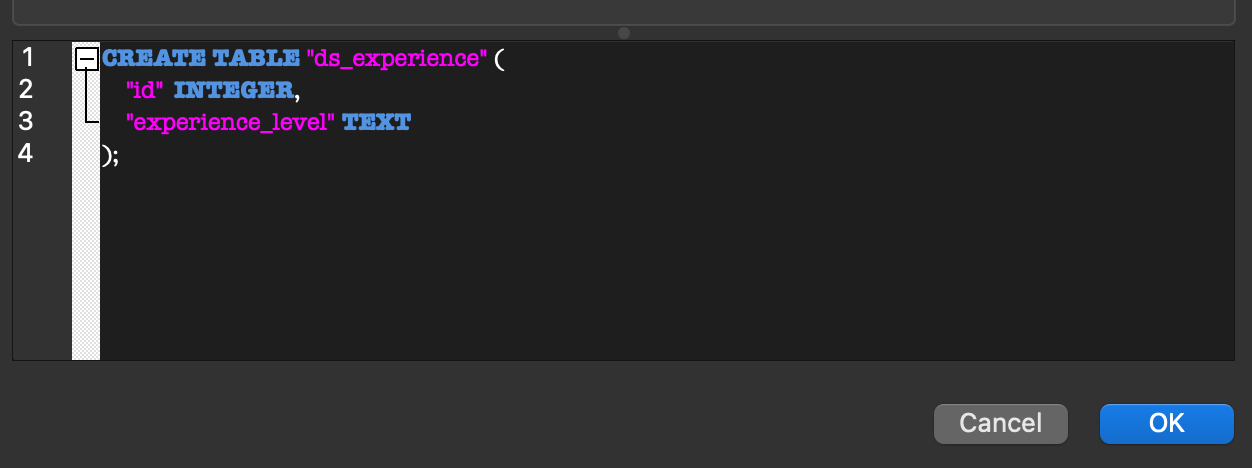 1 CREATE TABLE "ds_experience" (
2 "id" INTEGER,
3 "experience_level" TEXT
4 );
Cancel OK